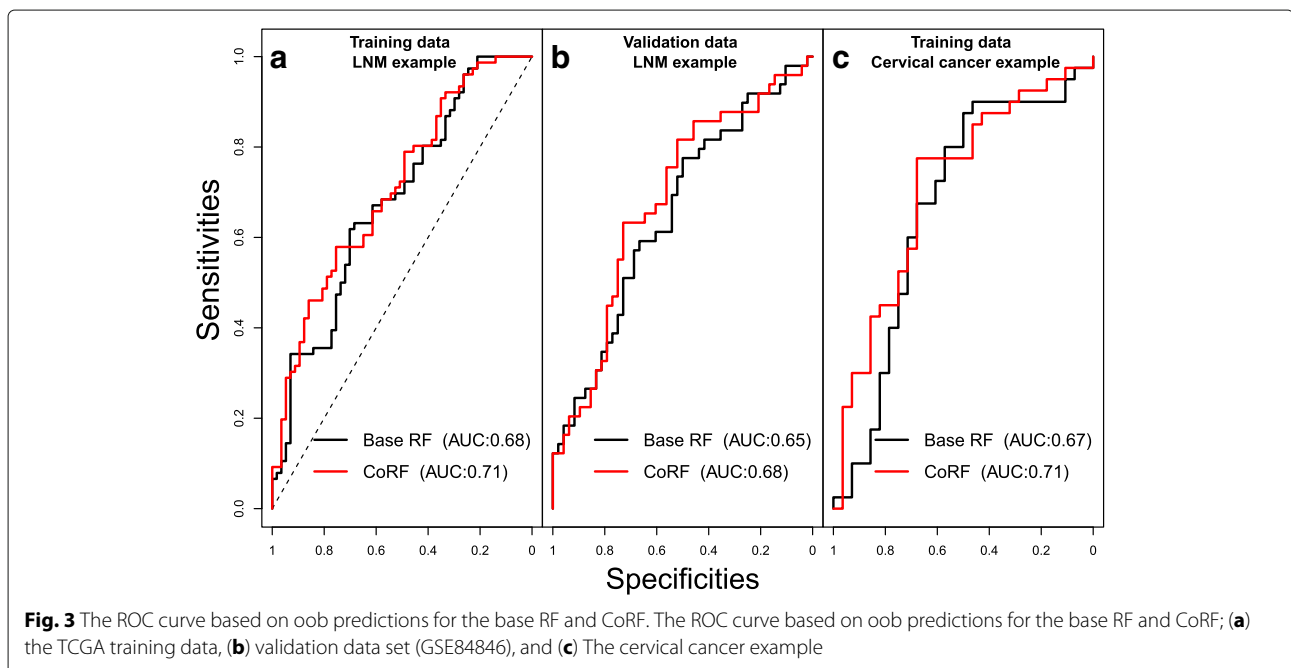 a
Training data
LNM example
b
Validation data
LNM example
c
Training data
Cervical cancer example
Sensitivities
1.0
0.8
0.6
0.4
0.2
0.0
Base RF (AUC:0.68)
CoRF (AUC:0.71)
Base RF (AUC:0.65)
CoRF (AUC:0.68)
Base RF (AUC:0.67)
CoRF (AUC:0.71)
1 0.8 0.6 0.4 0.2 0
1 0.8 0.6 0.4 0.2 0
1 0.8 0.6 0.4 0.2 0
Specificities
Fig. 3 The ROC curve based on oob predictions for the base RF and CoRF. The ROC curve based on oob predictions for the base RF and CoRF; (a)
the TCGA training data, (b) validation data set (GSE84846), and (c) The cervical cancer example